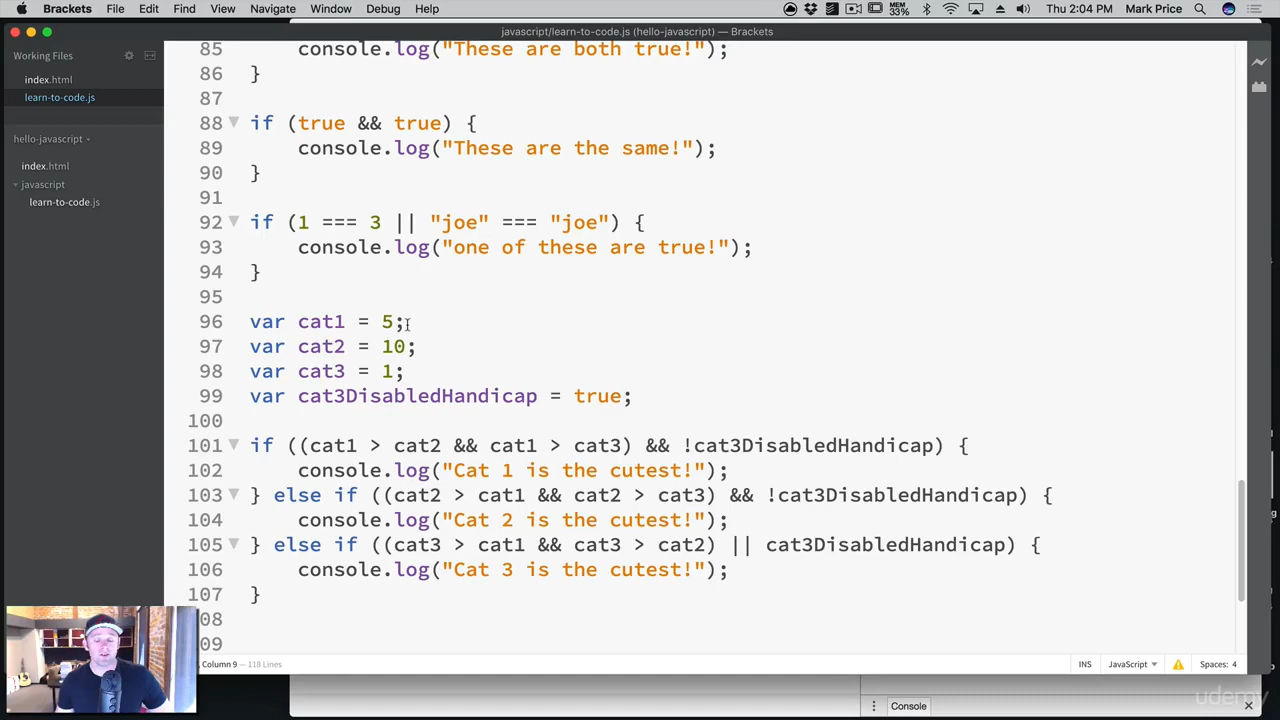 Brackets File Edit Find View Navigate Window Debug Help MEM 33% Thu 2:04 PM Mark Price
javascript/learn-to-code.js (hello-javascript) — Brackets
Working Files
index.html
learn-to-code.js
hello-javascript
index.html
javascript
learn-to-code.js
85 console.log("These are both true!");
86 }
87
88 if (true && true) {
89 console.log("These are the same!");
90 }
91
92 if (1 === 3 || "joe" === "joe") {
93 console.log("one of these are true!");
94 }
95
96 var cat1 = 5;
97 var cat2 = 10;
98 var cat3 = 1;
99 var cat3DisabledHandicap = true;
100
101 if ((cat1 > cat2 && cat1 > cat3) && !cat3DisabledHandicap) {
102 console.log("Cat 1 is the cutest!");
103 } else if ((cat2 > cat1 && cat2 > cat3) && !cat3DisabledHandicap) {
104 console.log("Cat 2 is the cutest!");
105 } else if ((cat3 > cat1 && cat3 > cat2) || cat3DisabledHandicap) {
106 console.log("Cat 3 is the cutest!");
107 }
108
09
Column 9 — 118 Lines INS JavaScript Spaces: 4
Console
udemy